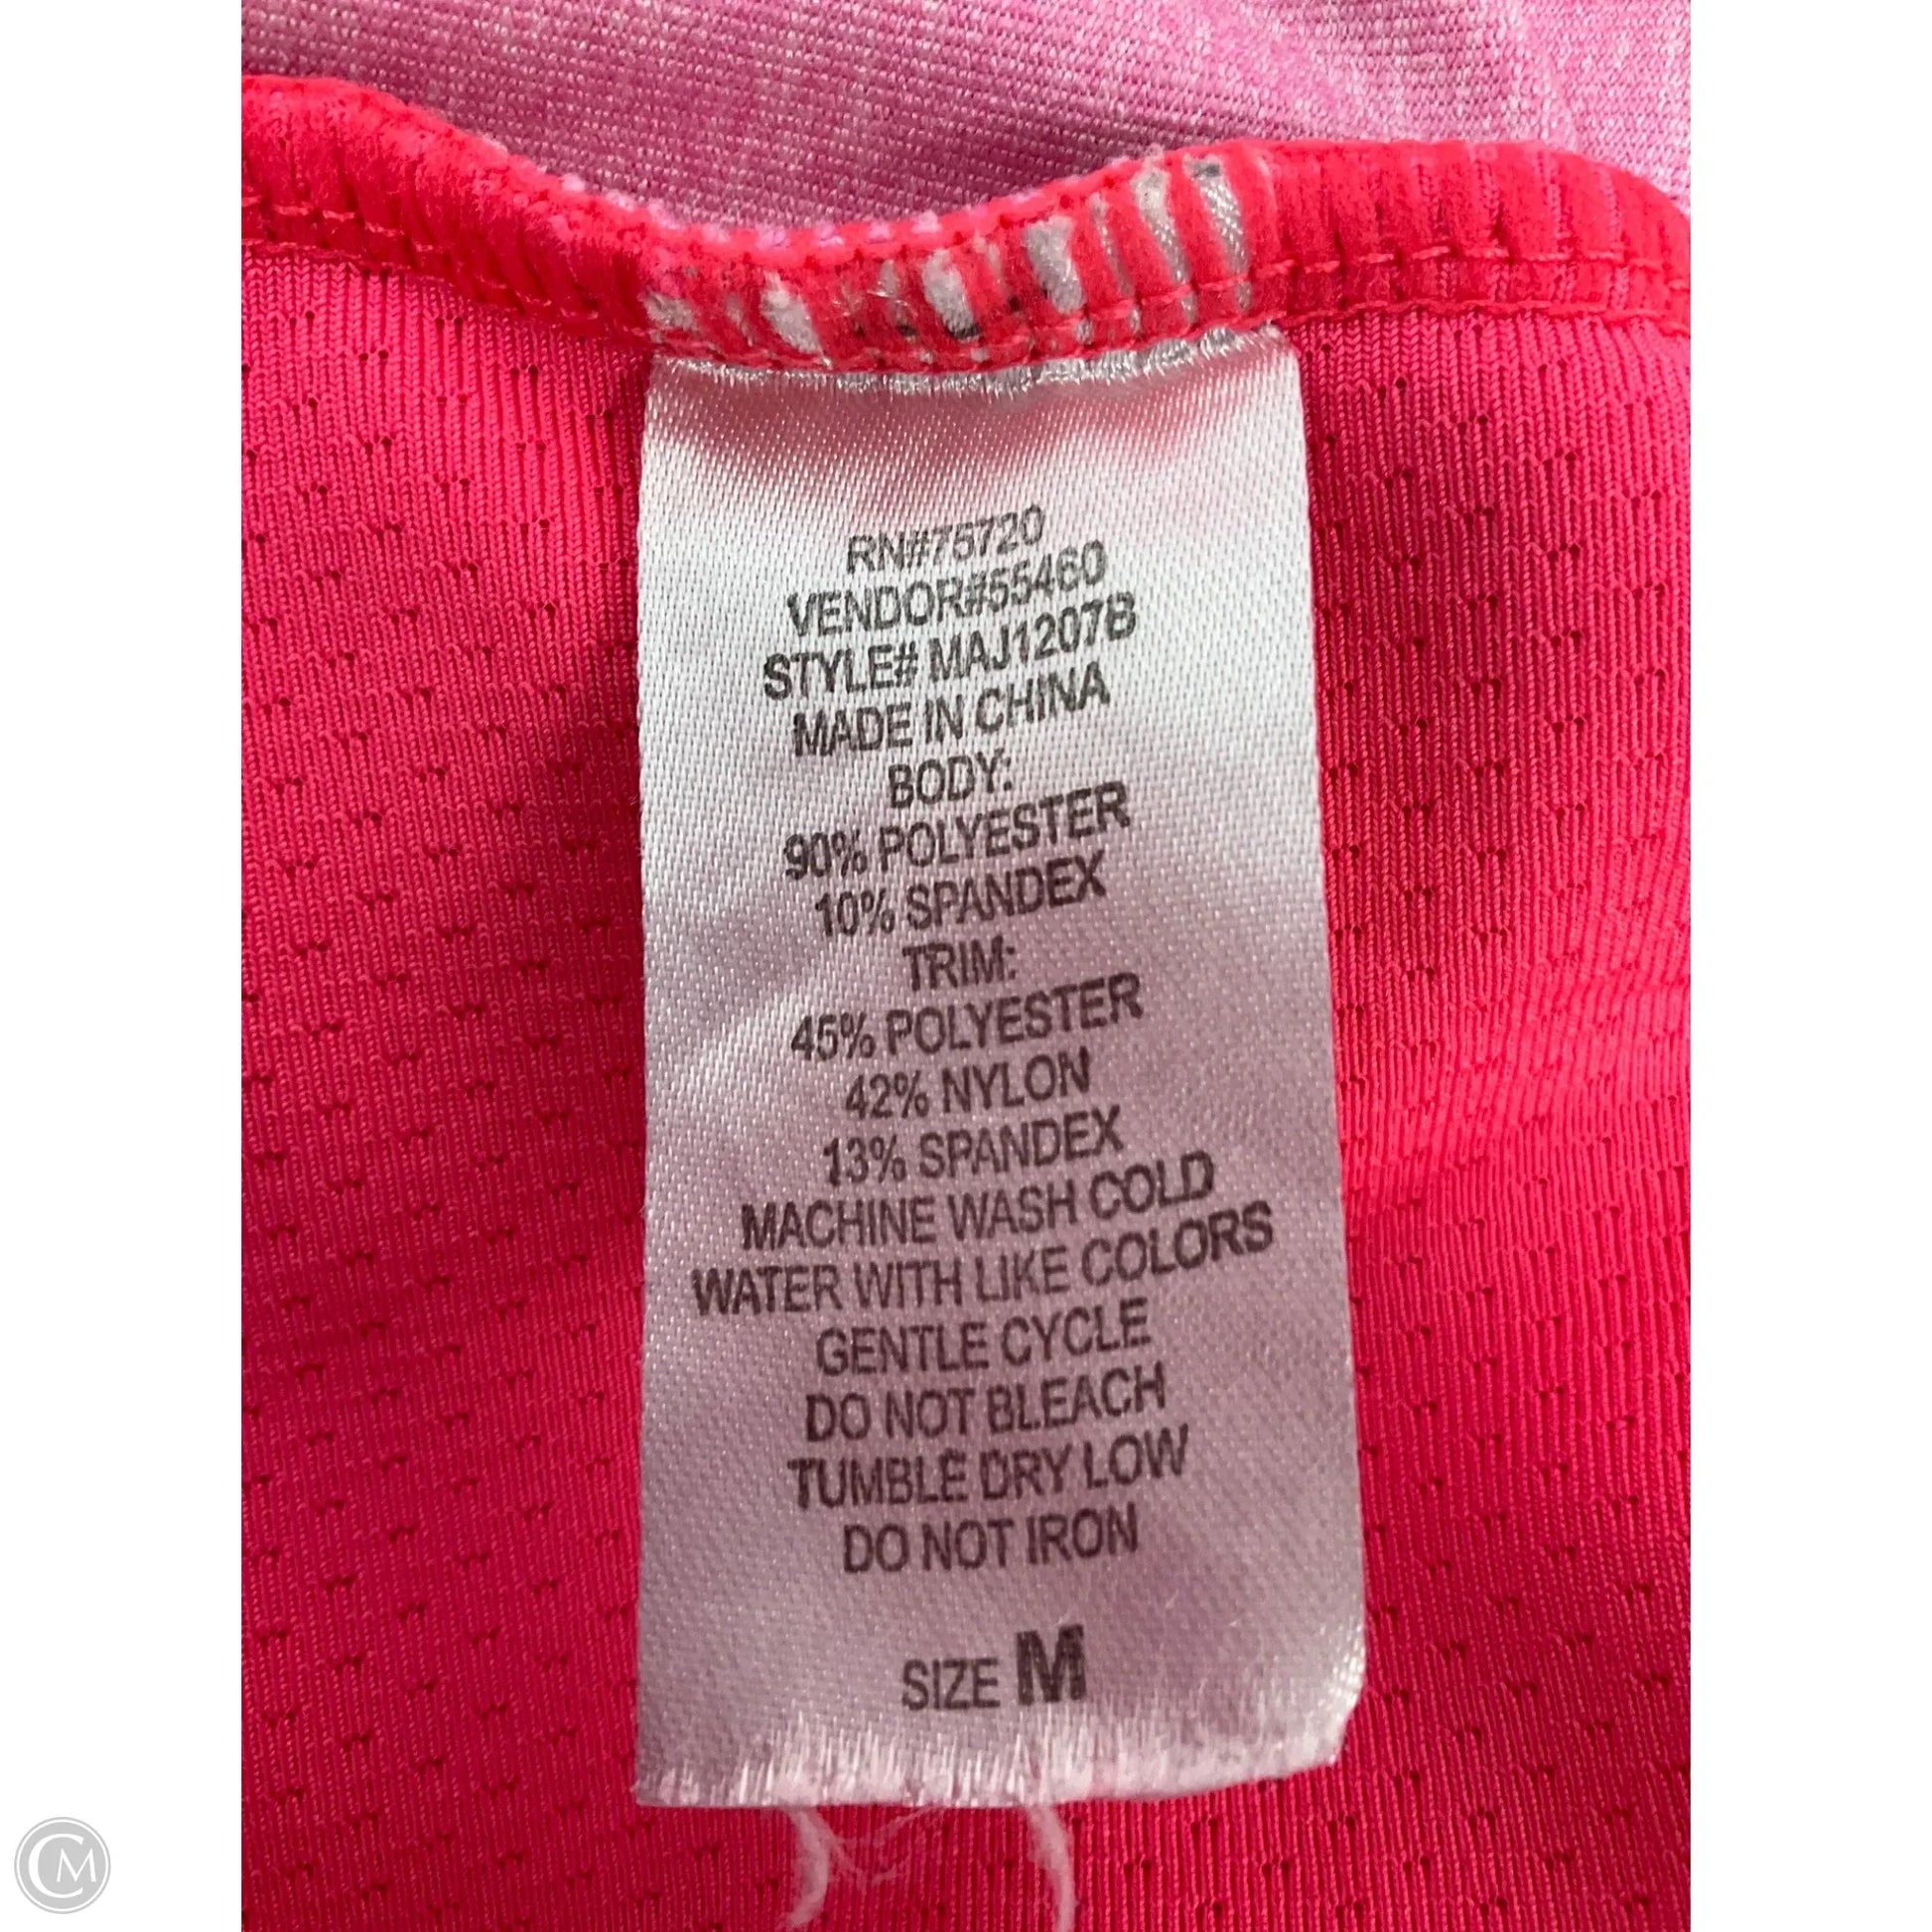 RN#75720
VENDOR#55460
STYLE# MAJ1207B
MADE IN CHINA
BODY:
90% POLYESTER
10% SPANDEX
TRIM:
45% POLYESTER
42% NYLON
13% SPANDEX
MACHINE WASH COLD
WATER WITH LIKE COLORS
GENTLE CYCLE
DO NOT BLEACH
TUMBLE DRY LOW
DO NOT IRON
SIZE M
CM